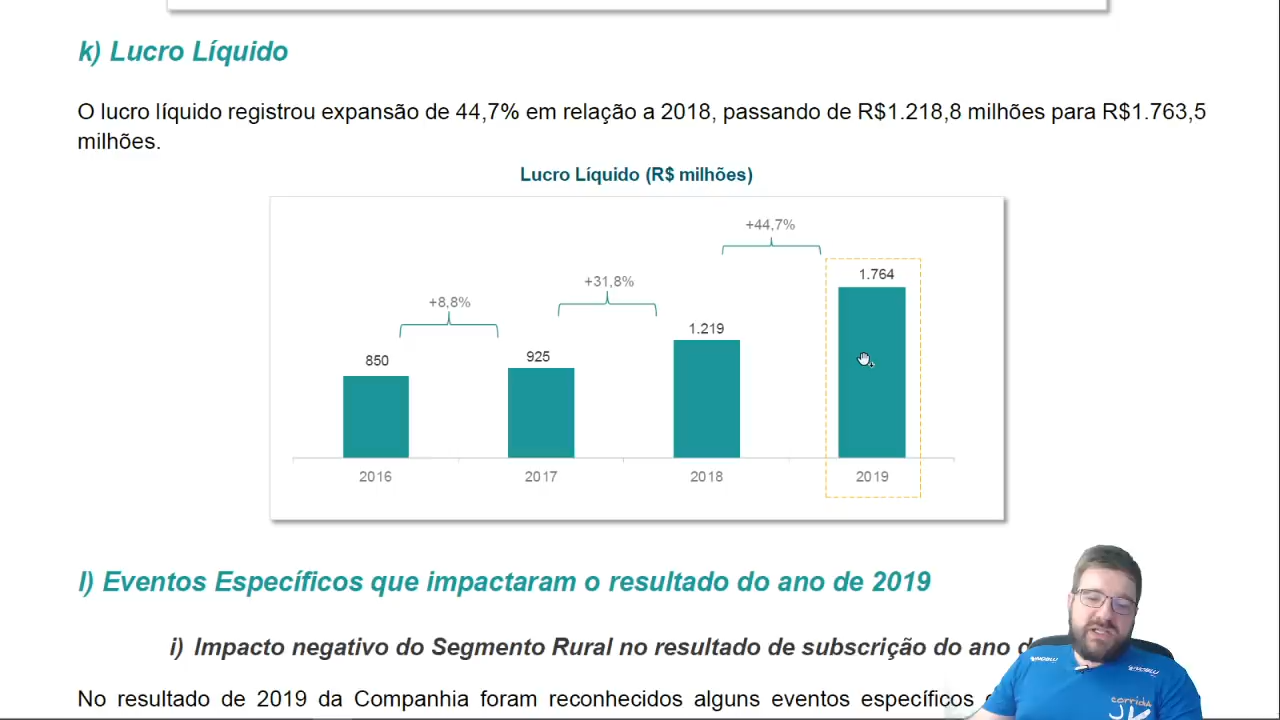 k) Lucro Líquido
O lucro líquido registrou expansão de 44,7% em relação a 2018, passando de R$1.218,8 milhões para R$1.763,5
milhões.
Lucro Líquido (R$ milhões)
+44,7%
1.764
+31,8%
+8,8%
1.219
925
850
2016 2017 2018 2019
l) Eventos Específicos que impactaram o resultado do ano de 2019
i) Impacto negativo do Segmento Rural no resultado de subscrição do ano
No resultado de 2019 da Companhia foram reconhecidos alguns eventos específicos
corrida
JK